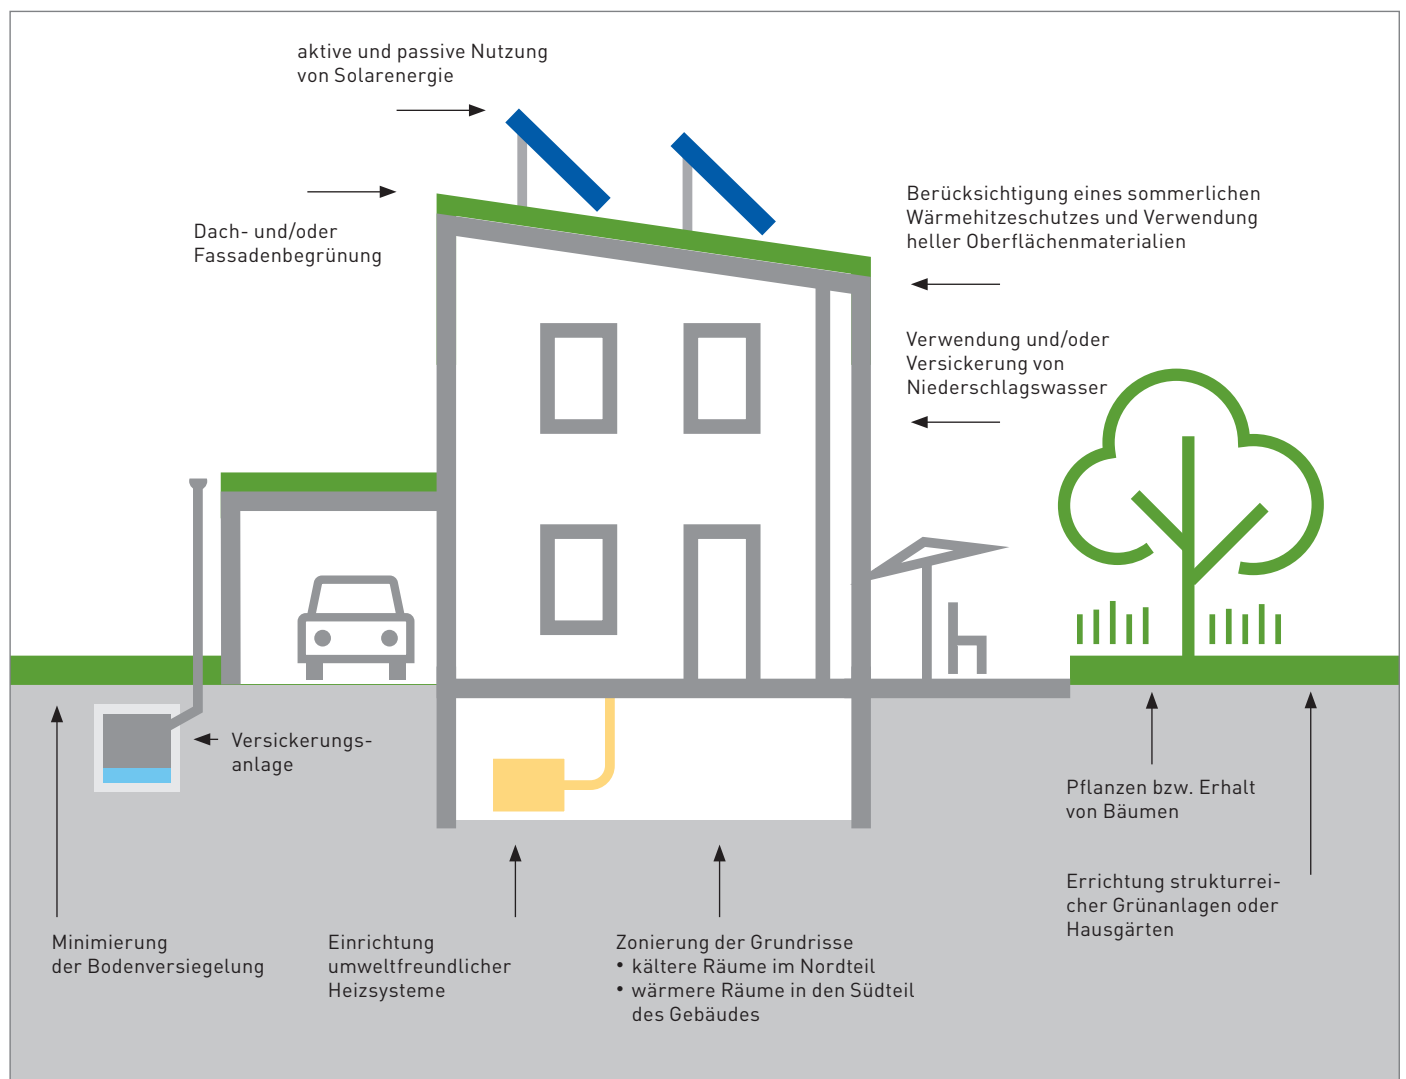 aktive und passive Nutzung
von Solarenergie
Dach- und/oder
Fassadenbegrünung
Berücksichtigung eines sommerlichen
Wärmehitzeschutzes und Verwendung
heller Oberflächenmaterialien
Verwendung und/oder
Versickerung von
Niederschlagswasser
Versickerungs-
anlage
Pflanzen bzw. Erhalt
von Bäumen
Errichtung strukturrei-
cher Grünanlagen oder
Hausgärten
Minimierung
der Bodenversiegelung
Einrichtung
umweltfreundlicher
Heizsysteme
Zonierung der Grundrisse
• kältere Räume im Nordteil
• wärmere Räume in den Südteil
des Gebäudes